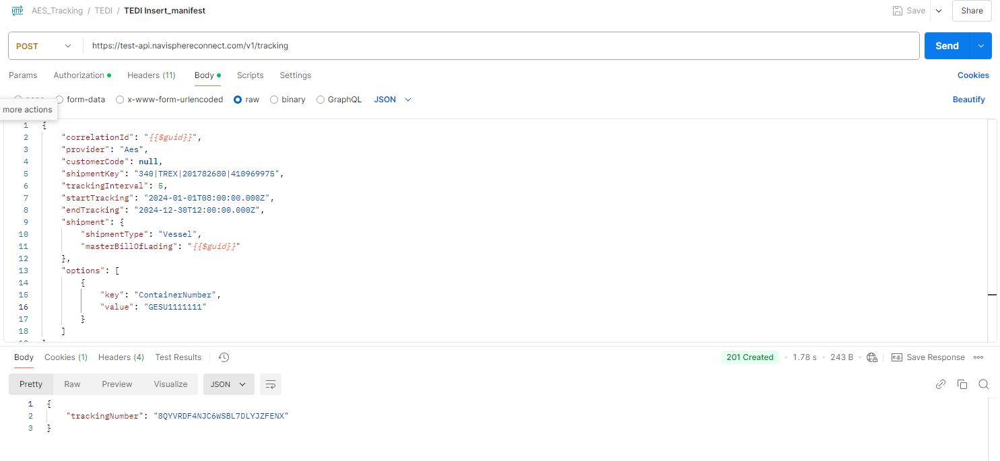 HTTP AES_Tracking / TEDI / TEDI Insert_manifest Save Share
POST https://test-api.navisphereconnect.com/v1/tracking Send
Params Authorization Headers (11) Body Scripts Settings Cookies
form-data x-www-form-urlencoded raw binary GraphQL JSON Beautify
more actions
1 {
2 "correlationId": "{{$guid}}",
3 "provider": "Aes",
4 "customerCode": null,
5 "shipmentKey": "340|TREX|201782680|410969975",
6 "trackingInterval": 5,
7 "startTracking": "2024-01-01T08:00:00.000Z",
8 "endTracking": "2024-12-30T12:00:00.000Z",
9 "shipment": {
10 "shipmentType": "Vessel",
11 "masterBillOfLading": "{{$guid}}"
12 },
13 "options": [
14 {
15 "key": "ContainerNumber",
16 "value": "GESU1111111"
17 }
18 ]
Body Cookies (1) Headers (4) Test Results 201 Created 1.78 s 243 B e.g. Save Response
Pretty Raw Preview Visualize JSON
1 {
2 "trackingNumber": "8QYVRDF4NJC6WSBL7DLYJZFENX"
3 }